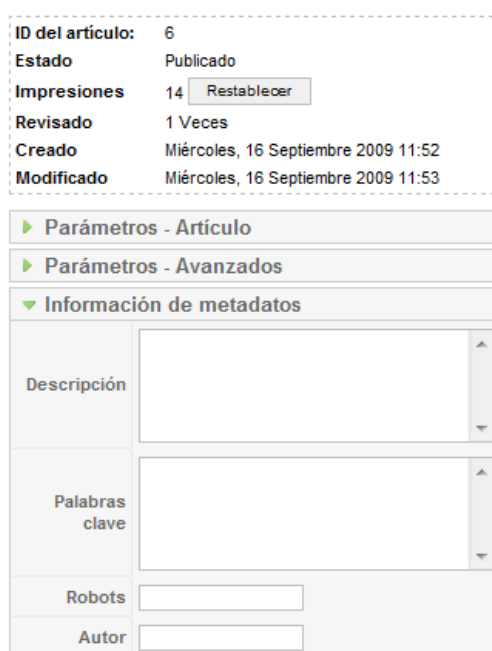 ID del artículo: 6
Estado Publicado
Impresiones 14 Restablecer
Revisado 1 Veces
Creado Miércoles, 16 Septiembre 2009 11:52
Modificado Miércoles, 16 Septiembre 2009 11:53
Parámetros - Artículo
Parámetros - Avanzados
Información de metadatos
Descripción
Palabras
clave
Robots
Autor